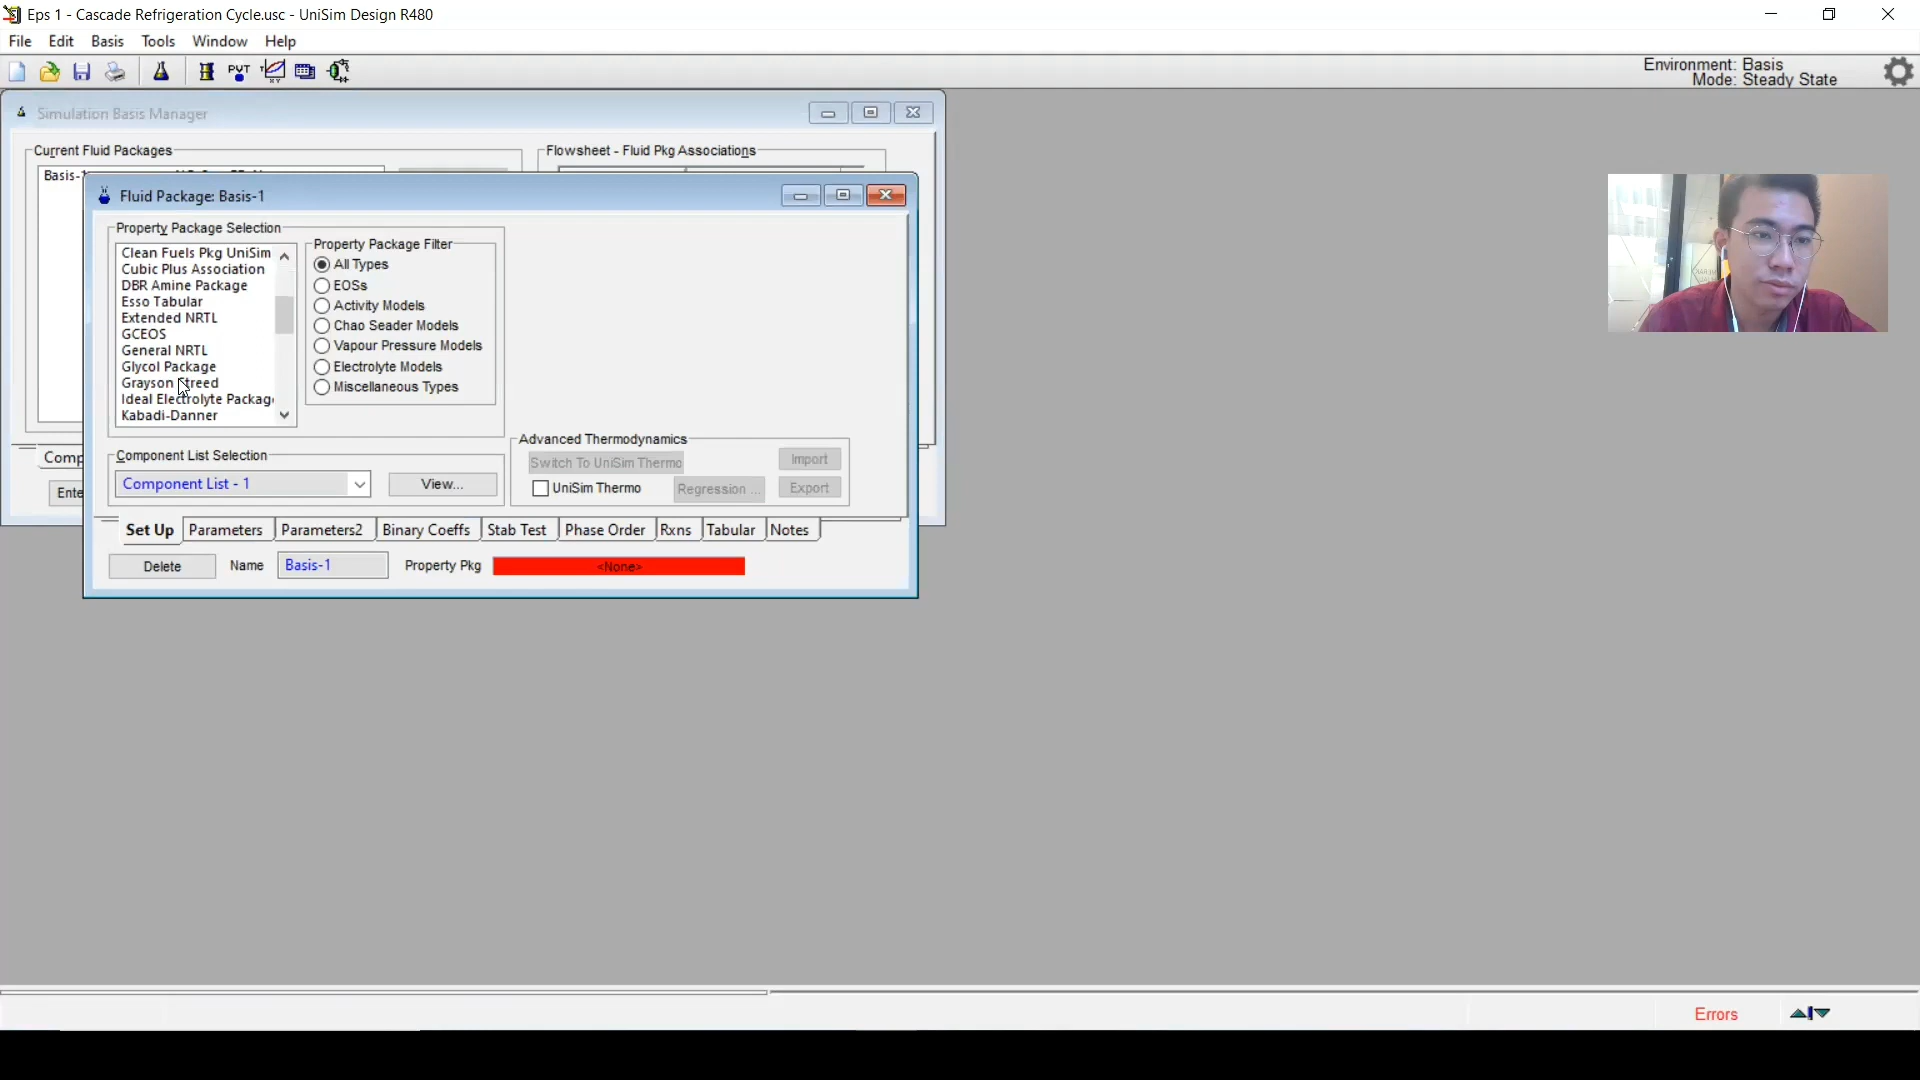 Eps 1 - Cascade Refrigeration Cycle.usc - UniSim Design R480
File Edit Basis Tools Window Help
PVT
Environment: Basis
Mode: Steady State
Simulation Basis Manager
Current Fluid Packages
Flowsheet - Fluid Pkg Associations
Basis-1
Fluid Package: Basis-1
Property Package Selection
Clean Fuels Pkg UniSim
Cubic Plus Association
DBR Amine Package
Esso Tabular
Extended NRTL
GCEOS
General NRTL
Glycol Package
Grayson Streed
Ideal Electrolyte Package
Kabadi-Danner
Property Package Filter
All Types
EOSs
Activity Models
Chao Seader Models
Vapour Pressure Models
Electrolyte Models
Miscellaneous Types
Comp
Ente
Component List Selection
Component List - 1
View...
Advanced Thermodynamics
Switch To UniSim Thermo
Import
UniSim Thermo
Regression ...
Export
Set Up Parameters Parameters2 Binary Coeffs Stab Test Phase Order Rxns Tabular Notes
Delete Name Basis-1 Property Pkg <None>
Errors